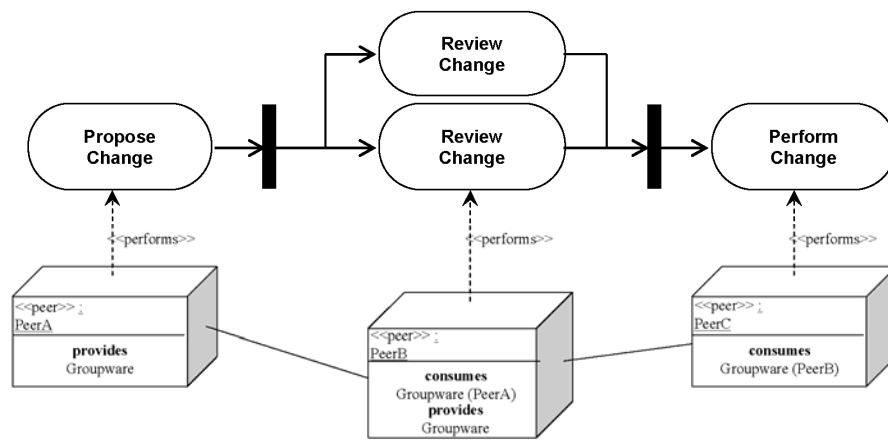 Review
Change
Propose
Change
Review
Change
Perform
Change
<<performs>>
<<performs>>
<<performs>>
<<peer>> :
PeerA
provides
Groupware
<<peer>> :
PeerB
consumes
Groupware (PeerA)
provides
Groupware
<<peer>> :
PeerC
consumes
Groupware (PeerB)